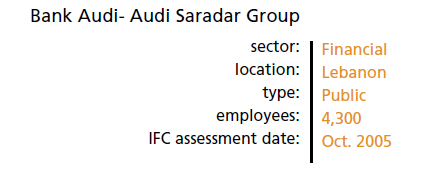 Bank Audi- Audi Saradar Group
sector: Financial
location: Lebanon
type: Public
employees: 4,300
IFC assessment date: Oct. 2005